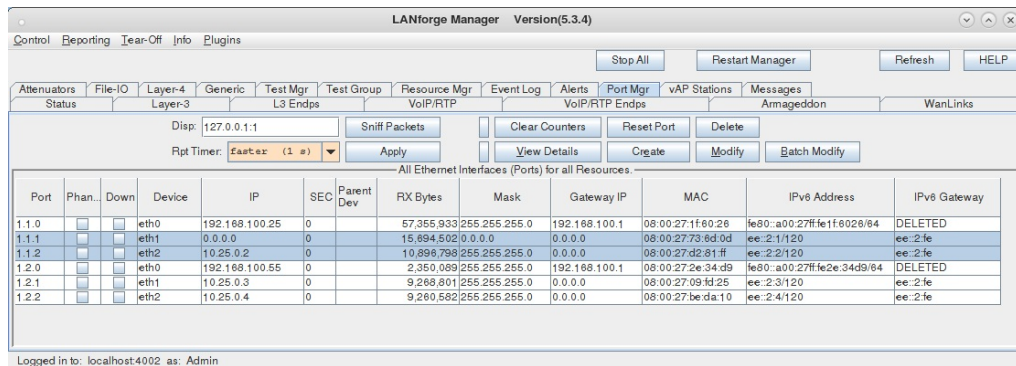 LANforge Manager Version(5.3.4)
Control Reporting Tear-Off Info Plugins
Stop All Restart Manager Refresh HELP
Attenuators File-IO Layer-4 Generic Test Mgr Test Group Resource Mgr Event Log Alerts Port Mgr vAP Stations Messages
Status Layer-3 L3 Endps VoIP/RTP VoIP/RTP Endps Armageddon WanLinks
Disp: 127.0.0.1:1 Sniff Packets Clear Counters Reset Port Delete
Rpt Timer: faster (1 s) Apply View Details Create Modify Batch Modify
All Ethernet Interfaces (Ports) for all Resources.
Port Phan... Down Device IP SEC Parent Dev RX Bytes Mask Gateway IP MAC IPv6 Address IPv6 Gateway
1.1.0 eth0 192.168.100.25 0 57,355,933 255.255.255.0 192.168.100.1 08:00:27:1f:60:26 fe80::a00:27ff:fe1f:6026/64 DELETED
1.1.1 eth1 0.0.0.0 0 15,694,502 0.0.0.0 0.0.0.0 08:00:27:73:6d:0d ee::2:1/120 ee::2:fe
1.1.2 eth2 10.25.0.2 0 10,896,798 255.255.255.0 0.0.0.0 08:00:27:d2:81:ff ee::2:2/120 ee::2:fe
1.2.0 eth0 192.168.100.55 0 2,350,089 255.255.255.0 192.168.100.1 08:00:27:2e:34:d9 fe80::a00:27ff:fe2e:34d9/64 DELETED
1.2.1 eth1 10.25.0.3 0 9,268,801 255.255.255.0 0.0.0.0 08:00:27:09:fd:25 ee::2:3/120 ee::2:fe
1.2.2 eth2 10.25.0.4 0 9,260,582 255.255.255.0 0.0.0.0 08:00:27:be:da:10 ee::2:4/120 ee::2:fe
Logged in to: localhost:4002 as: Admin